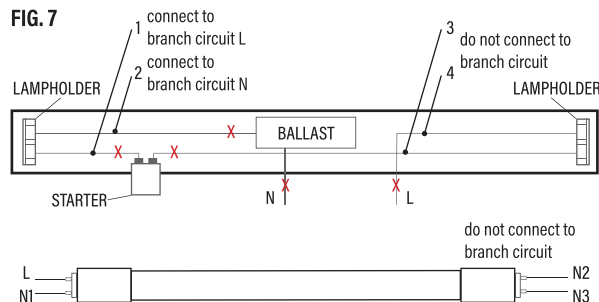 FIG. 7
1 connect to
branch circuit L
2 connect to
branch circuit N
3 do not connect to
4 branch circuit
LAMPHOLDER
LAMPHOLDER
BALLAST
STARTER
N
L
do not connect to
branch circuit
L
N1
N2
N3